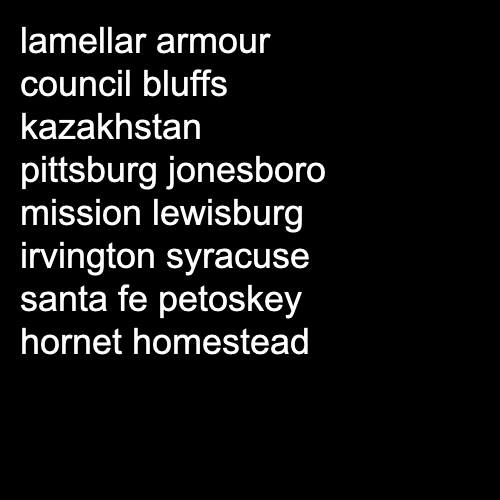 lamellar armour
council bluffs
kazakhstan
pittsburg jonesboro
mission lewisburg
irvington syracuse
santa fe petoskey
hornet homestead